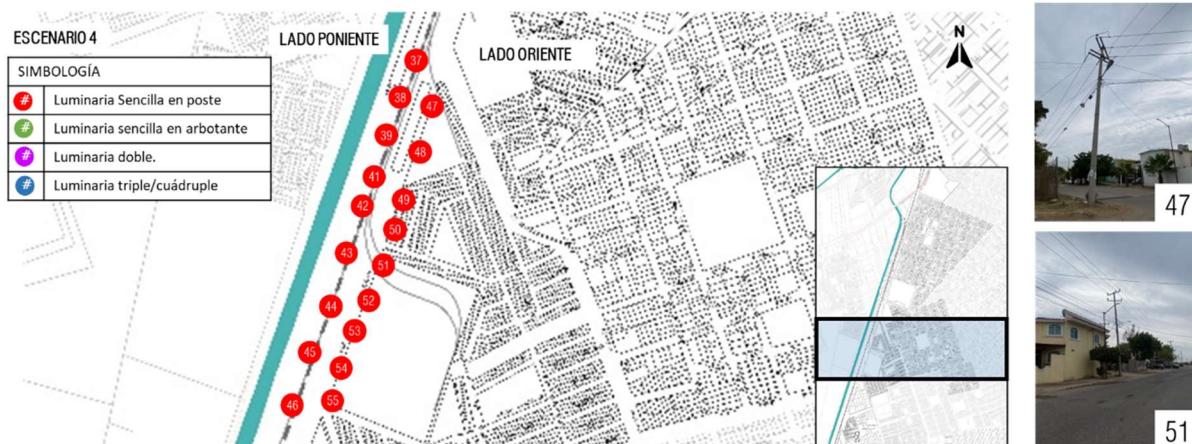 ESCENARIO 4
LADO PONIENTE
LADO ORIENTE
N
SIMBOLOGÍA
# Luminaria Sencilla en poste
# Luminaria sencilla en arbotante
# Luminaria doble.
# Luminaria triple/cuádruple
37
38
47
39
48
41
49
42
50
43
51
52
44
53
45
54
55
46
47
51